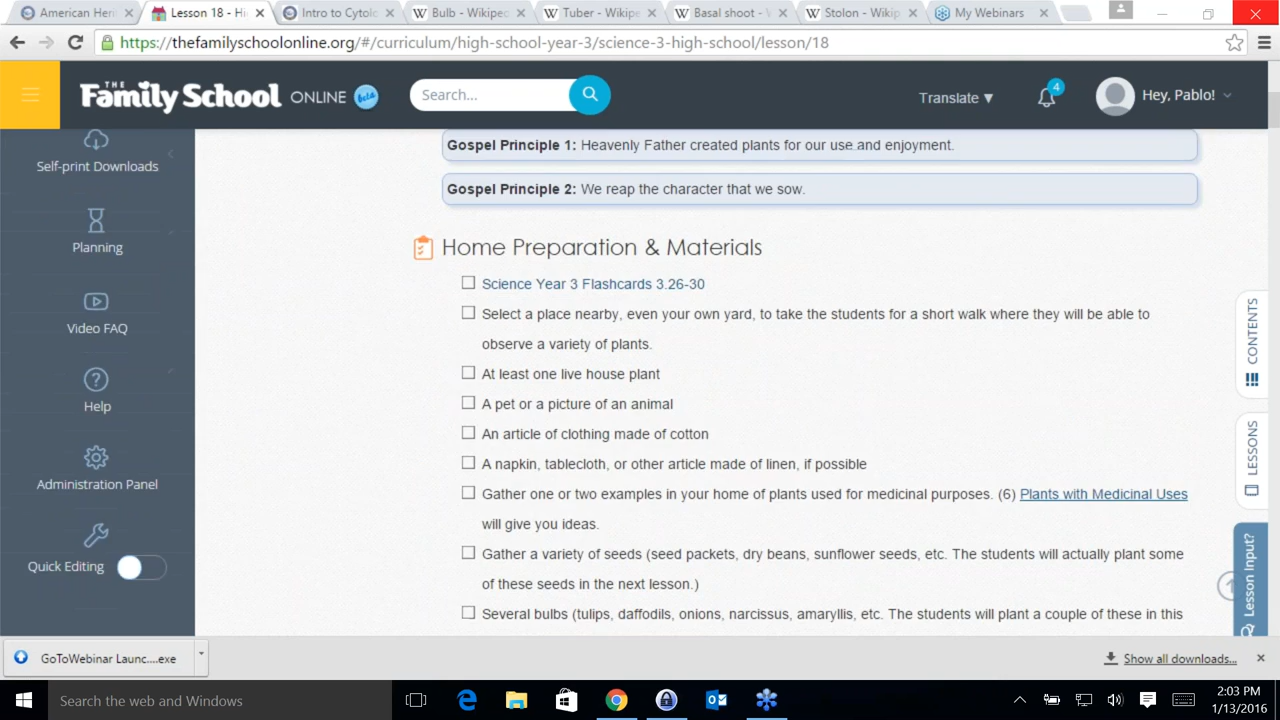 American Heri
Lesson 18 - Hi
Intro to Cytolo
Bulb - Wikiped
Tuber - Wikipe
Basal shoot - W
Stolon - Wikip
My Webinars
https://thefamilyschoolonline.org/#/curriculum/high-school-year-3/science-3-high-school/lesson/18
THE Family School ONLINE beta
Search...
Translate ▼
4
Hey, Pablo!
Self-print Downloads
Planning
Video FAQ
Help
Administration Panel
Quick Editing
Gospel Principle 1: Heavenly Father created plants for our use and enjoyment.
Gospel Principle 2: We reap the character that we sow.
Home Preparation & Materials
Science Year 3 Flashcards 3.26-30
Select a place nearby, even your own yard, to take the students for a short walk where they will be able to
observe a variety of plants.
At least one live house plant
A pet or a picture of an animal
An article of clothing made of cotton
A napkin, tablecloth, or other article made of linen, if possible
Gather one or two examples in your home of plants used for medicinal purposes. (6) Plants with Medicinal Uses
will give you ideas.
Gather a variety of seeds (seed packets, dry beans, sunflower seeds, etc. The students will actually plant some
of these seeds in the next lesson.)
Several bulbs (tulips, daffodils, onions, narcissus, amaryllis, etc. The students will plant a couple of these in this
CONTENTS
LESSONS
Lesson Input?
GoToWebinar Launc....exe
Show all downloads...
Search the web and Windows
2:03 PM
1/13/2016